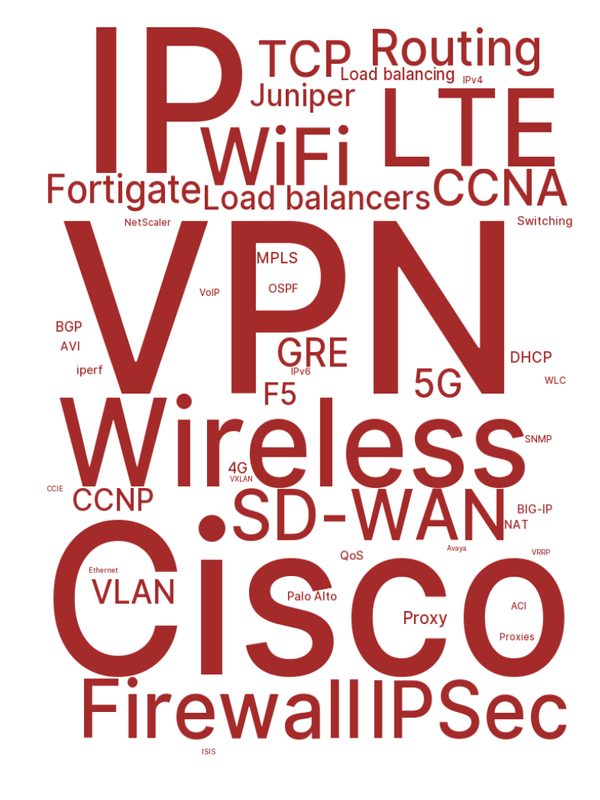 IP
TCP
Routing
Load balancing
IPv4
Juniper
LTE
WiFi
Fortigate
Load balancers
CCNA
NetScaler
Switching
VPN
MPLS
VoIP
OSPF
BGP
AVI
GRE
DHCP
iperf
IPv6
5G
WLC
F5
Wireless
SNMP
4G
VXLAN
CCIE
CCNP
SD-WAN
BIG-IP
NAT
Cisco
QoS
Avaya
VRRP
Ethernet
VLAN
Palo Alto
ACI
Proxy
Proxies
Firewall
IPSec
ISIS